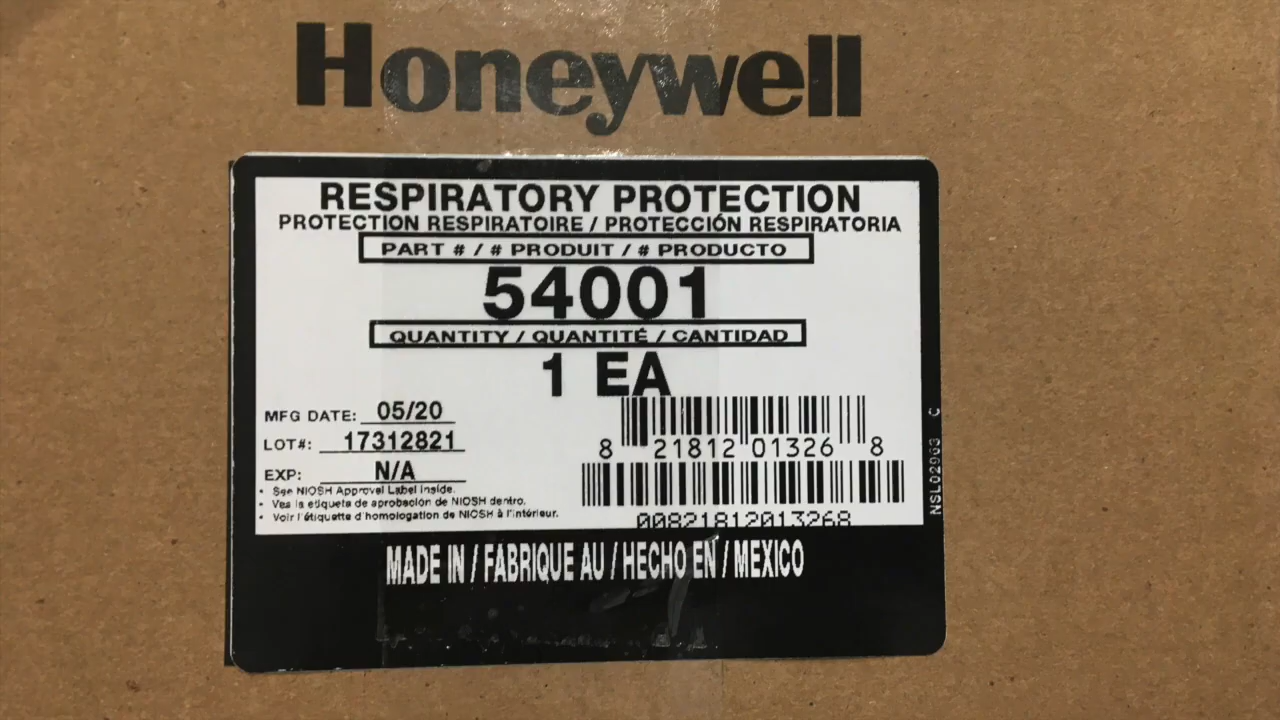 Honeywell
RESPIRATORY PROTECTION
PROTECTION RESPIRATOIRE / PROTECCIÓN RESPIRATORIA
PART # / # PRODUIT / # PRODUCTO
54001
QUANTITY / QUANTITÉ / CANTIDAD
1 EA
MFG DATE: 05/20
LOT#: 17312821
EXP: N/A
• See NIOSH Approval Label inside.
• Vea la etiqueta de aprobación de NIOSH dentro.
• Voir l'étiquette d'homologation de NIOSH à l'intérieur.
8 21812 01326 8
00821812013268
NSL02963 C
MADE IN / FABRIQUE AU / HECHO EN / MEXICO